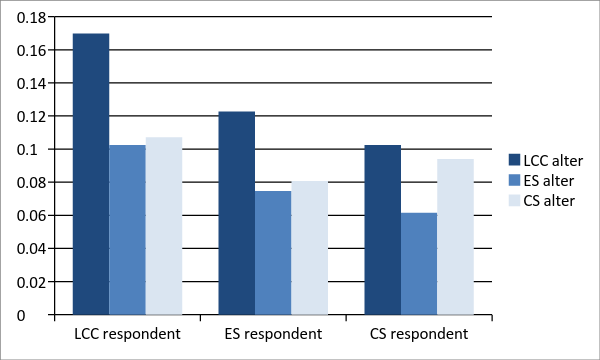 0.18
0.16
0.14
0.12
0.1
0.08
0.06
0.04
0.02
0
LCC respondent
ES respondent
CS respondent
LCC alter
ES alter
CS alter